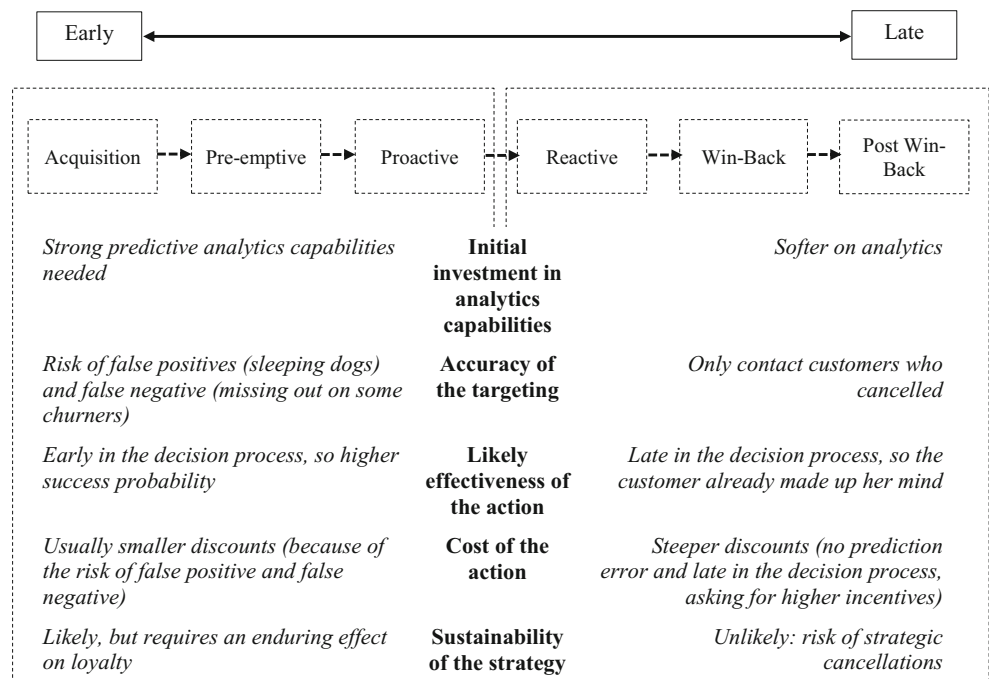 Early
Late
Acquisition
Pre-emptive
Proactive
Reactive
Win-Back
Post Win-
Back
Strong predictive analytics capabilities
needed
Initial
investment in
analytics
capabilities
Softer on analytics
Risk of false positives (sleeping dogs)
and false negative (missing out on some
churners)
Accuracy of
the targeting
Only contact customers who
cancelled
Early in the decision process, so higher
success probability
Likely
effectiveness of
the action
Late in the decision process, so the
customer already made up her mind
Usually smaller discounts (because of
the risk of false positive and false
negative)
Cost of the
action
Steeper discounts (no prediction
error and late in the decision process,
asking for higher incentives)
Likely, but requires an enduring effect
on loyalty
Sustainability
of the strategy
Unlikely: risk of strategic
cancellations